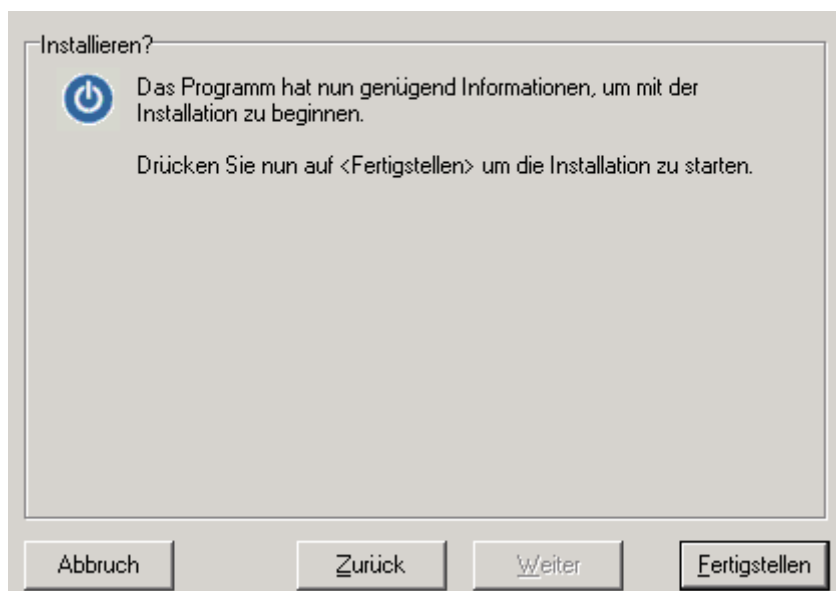 Installieren?
Das Programm hat nun genügend Informationen, um mit der
Installation zu beginnen.
Drücken Sie nun auf <Fertigstellen> um die Installation zu starten.
Abbruch
Zurück
Weiter
Fertigstellen